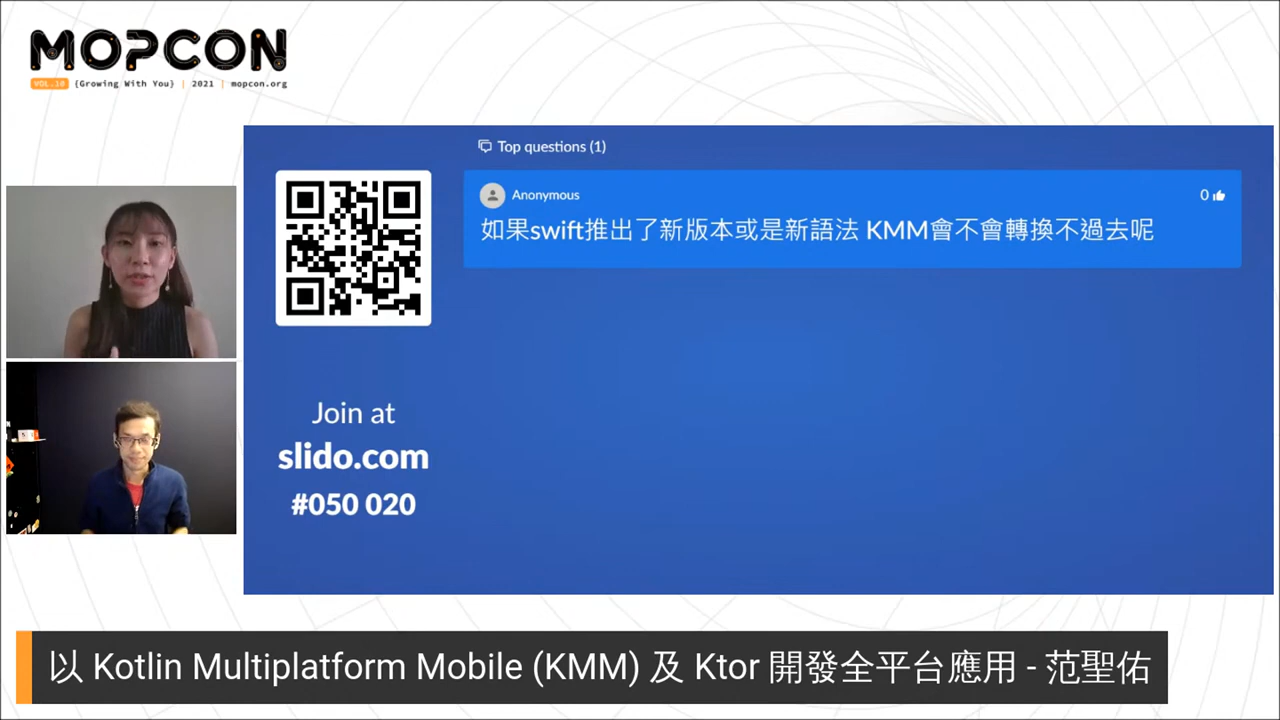 MOPCON
VOL.10 {Growing With You} | 2021 | mopcon.org
Top questions (1)
Anonymous
0
如果swift推出了新版本或是新語法 KMM會不會轉換不過去呢
Join at
slido.com
#050 020
以 Kotlin Multiplatform Mobile (KMM) 及 Ktor 開發全平台應用 - 范聖佑